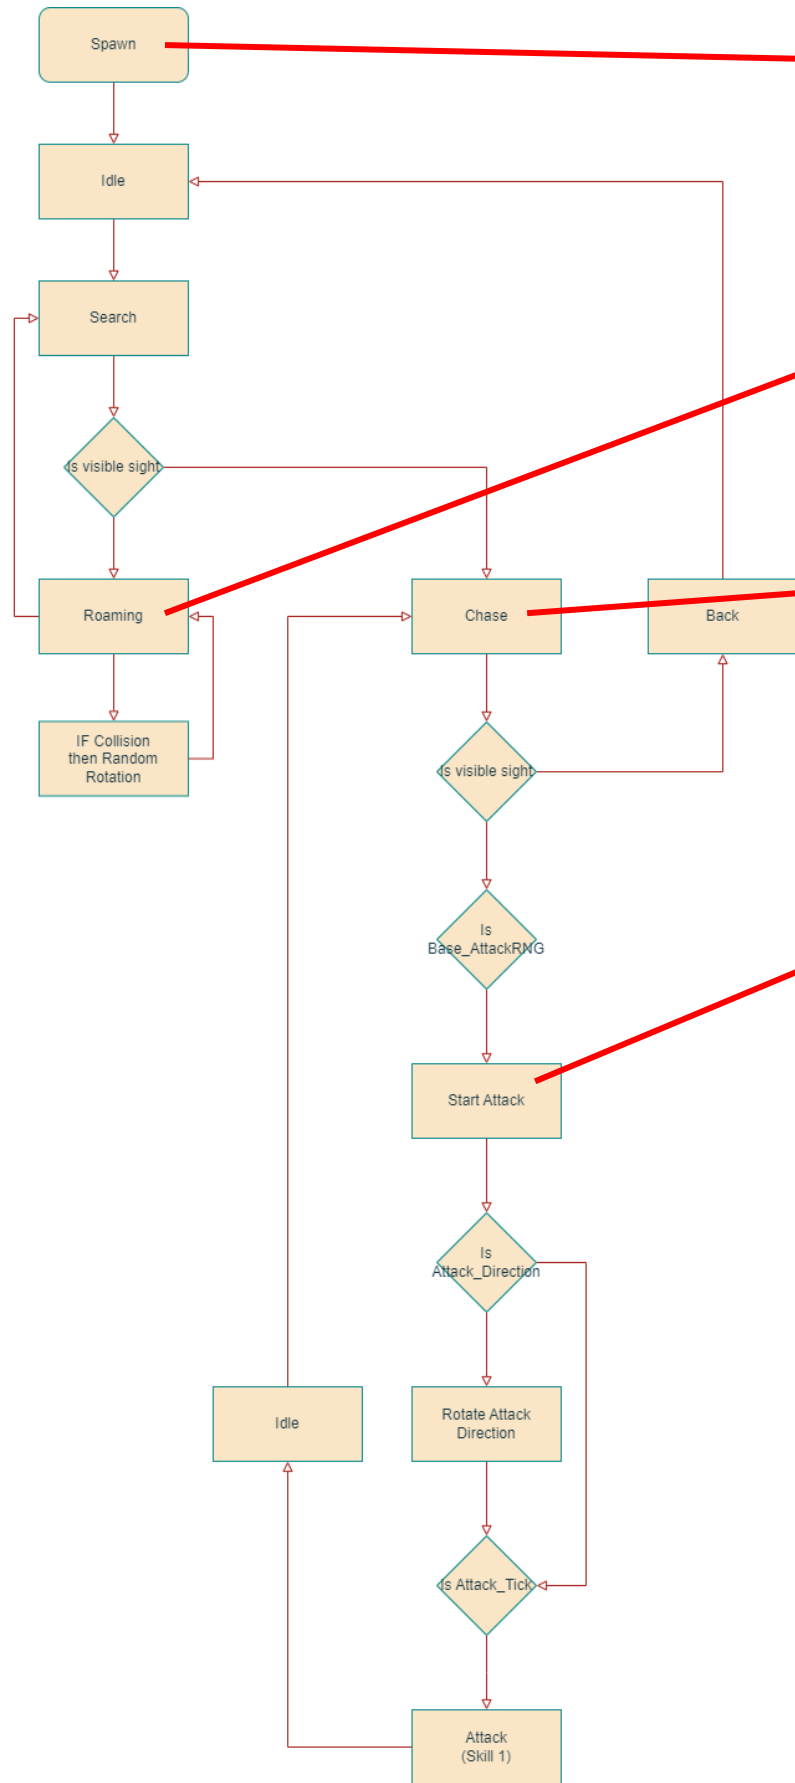 Spawn
Idle
Search
Is visible sight
Roaming
Chase
Back
IF Collision
then Random
Rotation
Is visible sight
Is
Base_AttackRNG
Start Attack
Is
Attack_Direction
Rotate Attack
Direction
Idle
Is Attack_Tick
Attack
(Skill 1)